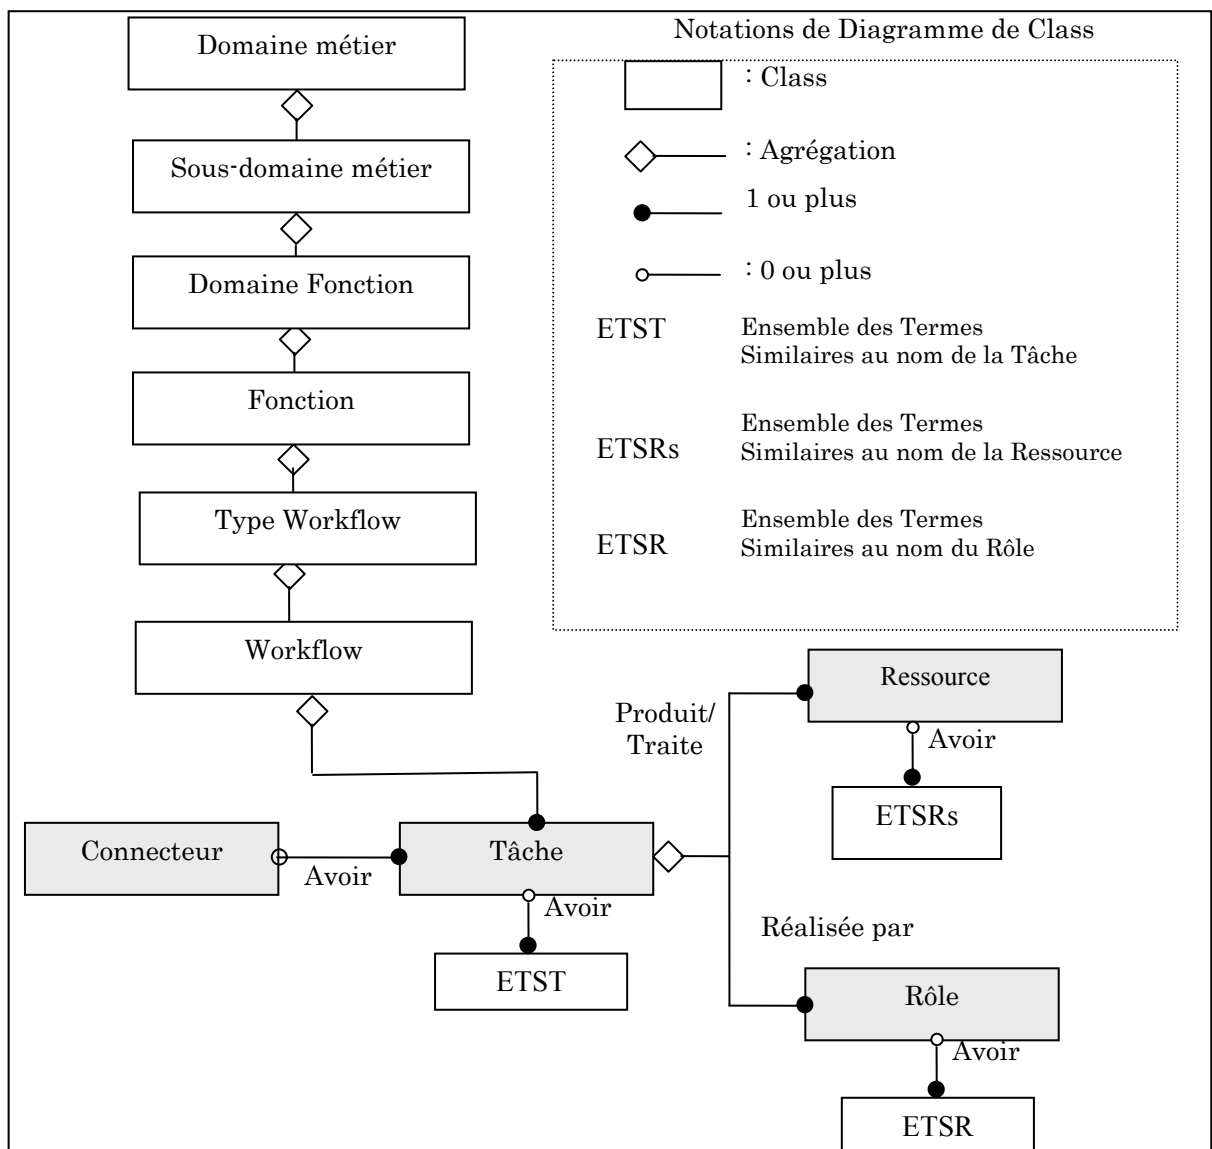 Domaine métier
Sous-domaine métier
Domaine Fonction
Fonction
Type Workflow
Workflow
Notations de Diagramme de Class
: Class
: Agrégation
1 ou plus
: 0 ou plus
ETST
Ensemble des Termes
Similaires au nom de la Tâche
ETSRs
Ensemble des Termes
Similaires au nom de la Ressource
ETSR
Ensemble des Termes
Similaires au nom du Rôle
Connecteur
Avoir
Tâche
Avoir
ETST
Produit/
Traite
Ressource
Avoir
ETSRs
Réalisée par
Rôle
Avoir
ETSR